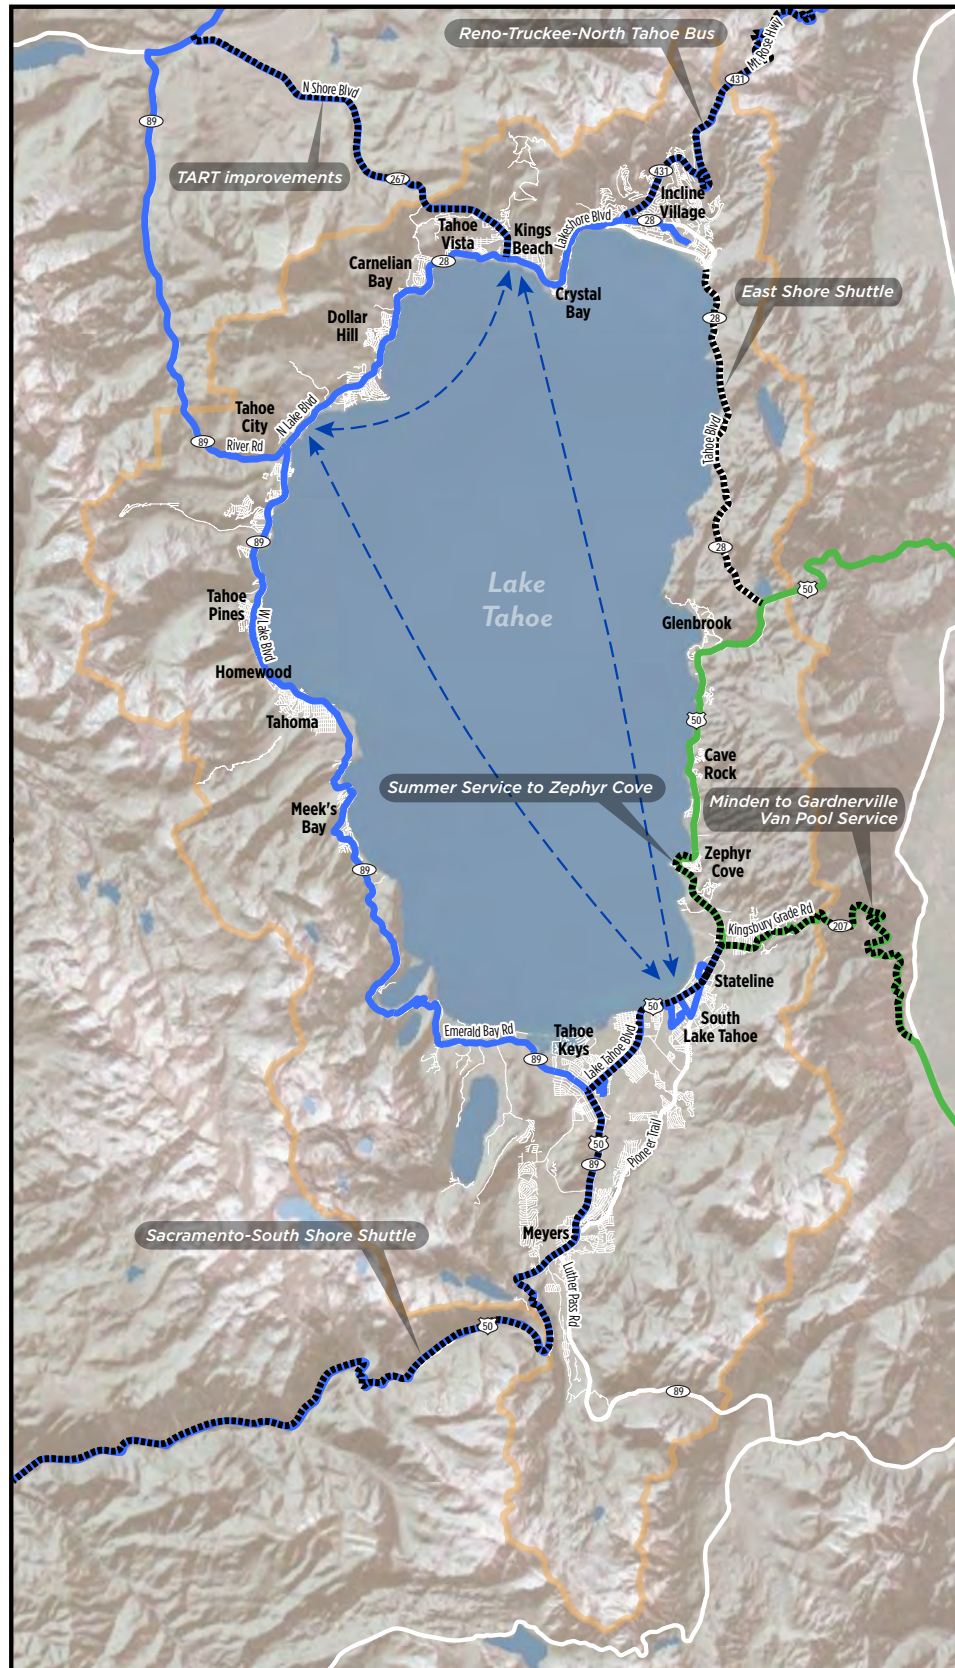 Reno-Truckee-North Tahoe Bus
Mt Rose Hwy
431
N Shore Blvd
89
TART improvements
267
431
Incline
Village
28
Lakeshore Blvd
Tahoe
Vista
Kings
Beach
28
Carnelian
Bay
Crystal
Bay
East Shore Shuttle
28
Dollar
Hill
Tahoe
City
N Lake Blvd
89
River Rd
Tahoe Blvd
89
28
Lake
Tahoe
50
Tahoe
Pines
W Lake Blvd
Glenbrook
Homewood
Tahoma
50
Cave
Rock
Summer Service to Zephyr Cove
Minden to Gardnerville
Van Pool Service
Meek's
Bay
Zephyr
Cove
89
Kingsbury Grade Rd
207
Stateline
50
South
Lake Tahoe
Emerald Bay Rd
Tahoe
Keys
89
Lake Tahoe Blvd
50
89
Pioneer Trail
Meyers
Sacramento-South Shore Shuttle
Luther Pass Rd
50
89